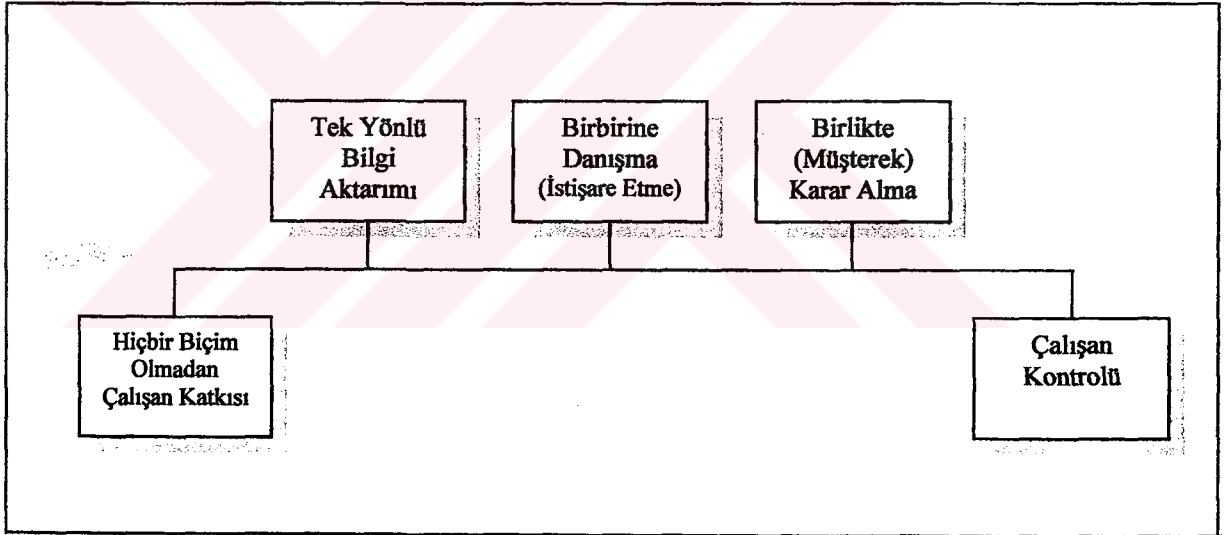 Tek Yönlü
Bilgi
Aktarımı
Birbirine
Danışma
(İstişare Etme)
Birlikte
(Müşterek)
Karar Alma
Hiçbir Biçim
Olmadan
Çalışan Katkısı
Çalışan
Kontrolü